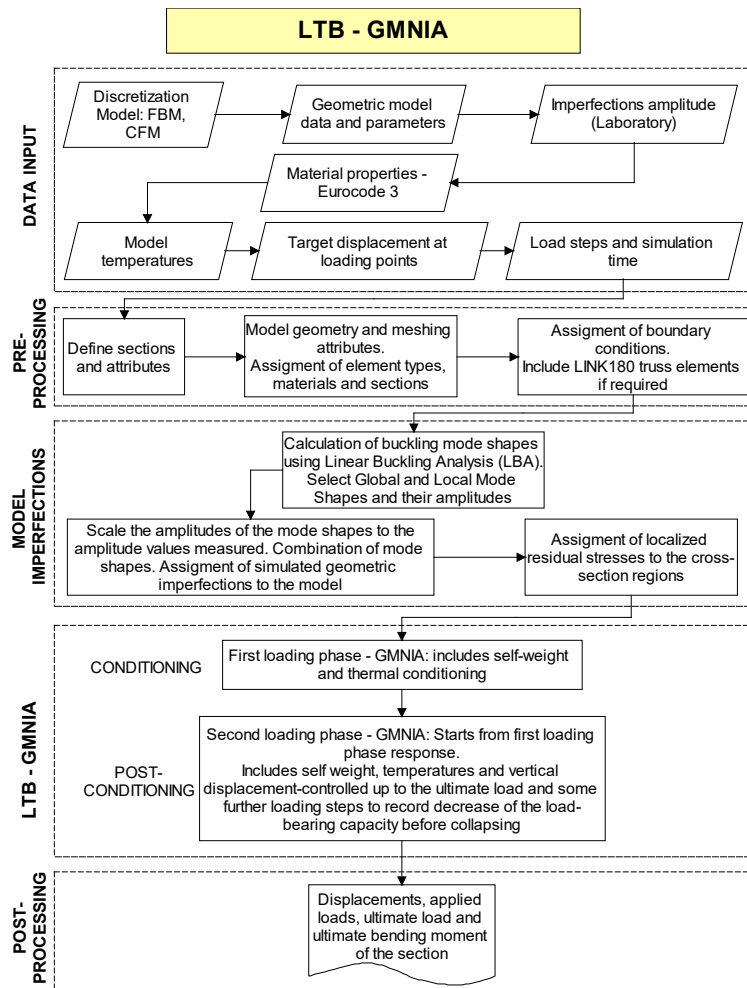 LTB - GMNIA
DATA INPUT
Discretization
Model: FBM,
CFM
Geometric model
data and parameters
Imperfections amplitude
(Laboratory)
Material properties -
Eurocode 3
Model
temperatures
Target displacement at
loading points
Load steps and simulation
time
PRE-
PROCESSING
Define sections
and attributes
Model geometry and meshing
attributes.
Assigment of element types,
materials and sections
Assigment of boundary
conditions.
Include LINK180 truss elements
if required
MODEL
IMPERFECTIONS
Calculation of buckling mode shapes
using Linear Buckling Analysis (LBA).
Select Global and Local Mode
Shapes and their amplitudes
Scale the amplitudes of the mode shapes to the
amplitude values measured. Combination of mode
shapes. Assigment of simulated geometric
imperfections to the model
Assigment of localized
residual stresses to the cross-
section regions
LTB - GMNIA
CONDITIONING
First loading phase - GMNIA: includes self-weight
and thermal conditioning
POST-
CONDITIONING
Second loading phase - GMNIA: Starts from first loading
phase response.
Includes self weight, temperatures and vertical
displacement-controlled up to the ultimate load and some
further loading steps to record decrease of the load-
bearing capacity before collapsing
POST-
PROCESSING
Displacements, applied
loads, ultimate load and
ultimate bending moment
of the section